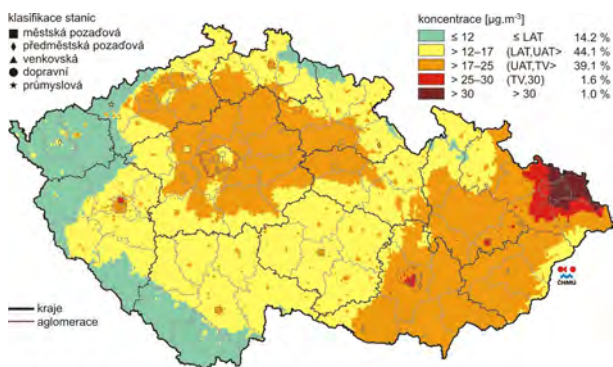 klasifikace stanic
městská pozaďová
předměstská pozaďová
venkovská
dopravní
průmyslová
koncentrace [µg.m⁻³]
≤ 12 ≤ LAT 14.2 %
> 12–17 (LAT,UAT> 44.1 %
> 17–25 (UAT,TV> 39.1 %
> 25–30 (TV,30) 1.6 %
> 30 > 30 1.0 %
ČHMÚ
kraje
aglomerace